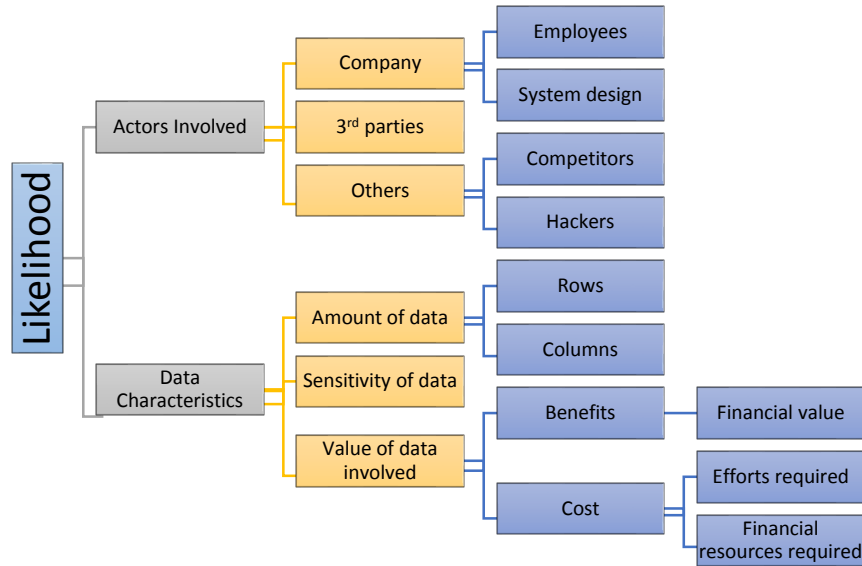 Likelihood
Actors Involved
Company
Employees
System design
3rd parties
Others
Competitors
Hackers
Data
Characteristics
Amount of data
Rows
Columns
Sensitivity of data
Value of data
involved
Benefits
Financial value
Cost
Efforts required
Financial
resources required